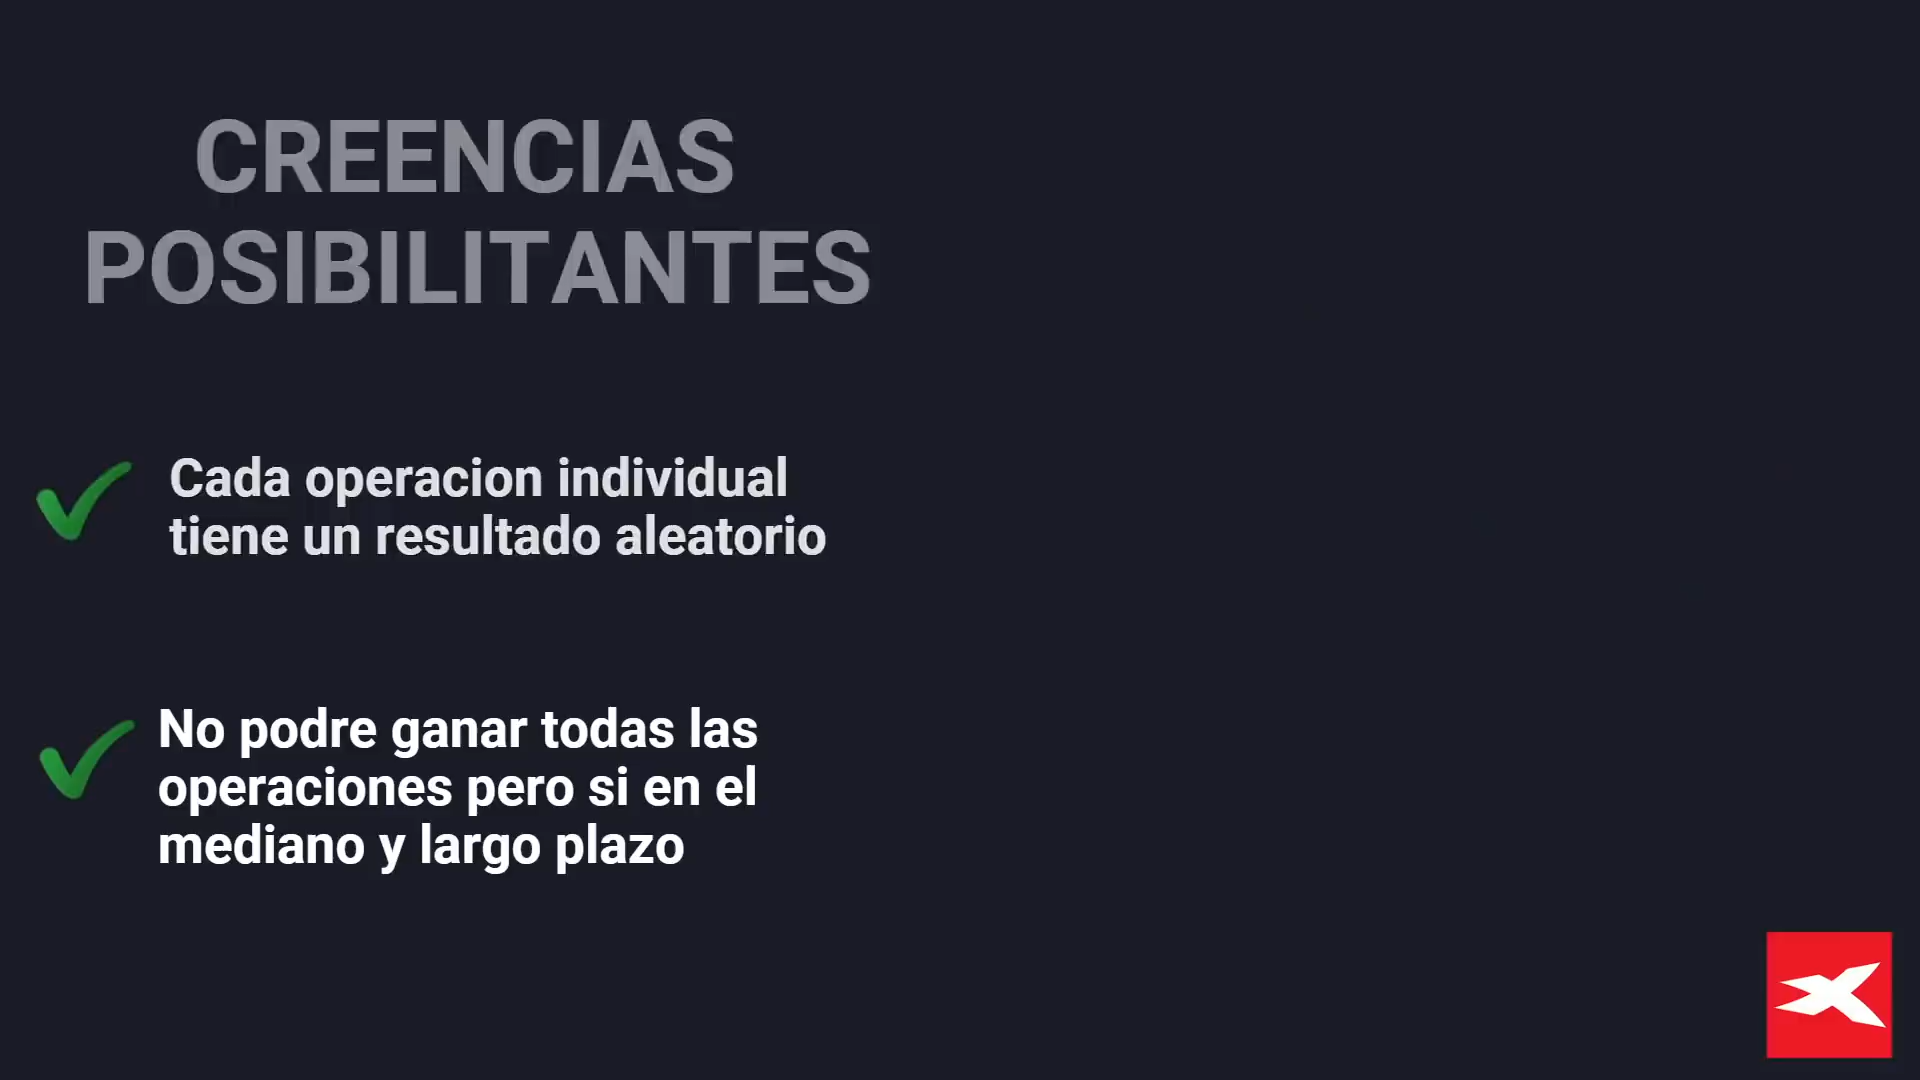 CREENCIAS
POSIBILITANTES
Cada operacion individual
tiene un resultado aleatorio
No podre ganar todas las
operaciones pero si en el
mediano y largo plazo